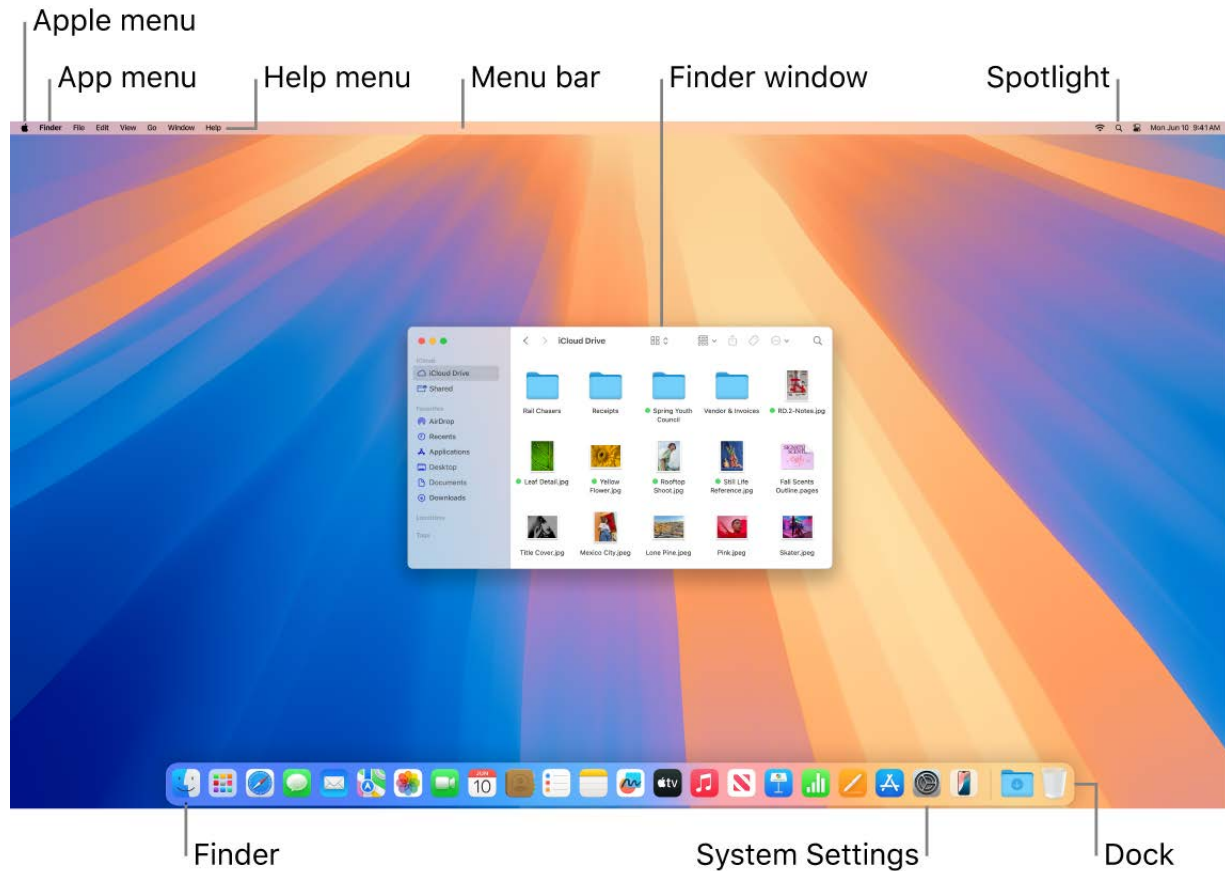 Apple menu
App menu
Help menu
Menu bar
Finder window
Spotlight
Finder File Edit View Go Window Help
Mon Jun 10 9:41 AM
iCloud
iCloud Drive
Shared
Favorites
AirDrop
Recents
Applications
Desktop
Documents
Downloads
Locations
Tags
iCloud Drive
Rail Chasers
Receipts
Spring Youth
Council
Vendor & Invoices
RD.2-Notes.jpg
Leaf Detail.jpg
Yellow
Flower.jpg
Rooftop
Shoot.jpg
Still Life
Reference.jpg
Fall Scents
Outline.pages
Title Cover.jpg
Mexico City.jpeg
Lone Pine.jpeg
Pink.jpeg
Skater.jpeg
JUN
10
tv
Finder
System Settings
Dock